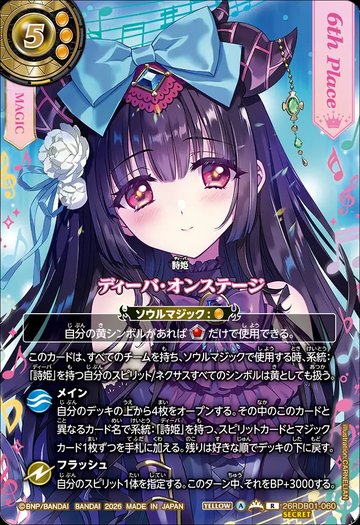 5
MAGIC
6th Place
詩姫
ディーバ・オンステージ
ソウルマジック:
自分の黄シンボルがあれば だけで使用できる。
このカードは、すべてのチームを持ち、ソウルマジックで使用する時、系統:
「詩姫」を持つ自分のスピリット/ネクサスすべてのシンボルは黄としても扱う。
メイン
自分のデッキの上から4枚をオープンする。その中のこのカードと
異なるカード名で系統:「詩姫」を持つ、スピリットカードとマジック
カード1枚ずつを手札に加える。残りは好きな順でデッキの下に戻す。
フラッシュ
自分のスピリット1体を指定する。このターン中、それをBP+3000する。
illustration:CARNELIAN
©BNP/BANDAI BANDAI 2026 MADE IN JAPAN
YELLOW
A
R
26RDB01-060
SECRET